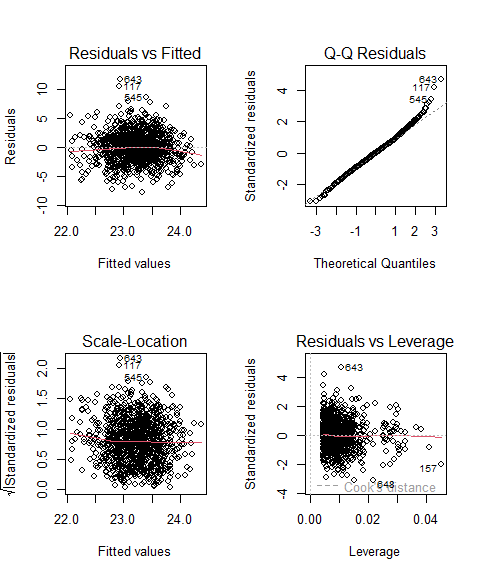 Residuals vs Fitted
Residuals
10
5
0
-5
-10
643
117
545
22.0 23.0 24.0
Fitted values
Q-Q Residuals
Standardized residuals
4
2
0
-2
643
117
545
-3 -1 0 1 2 3
Theoretical Quantiles
Scale-Location
√|Standardized residuals|
2.0
1.5
1.0
0.5
0.0
643
117
545
22.0 23.0 24.0
Fitted values
Residuals vs Leverage
Standardized residuals
4
2
0
-2
-4
643
157
648
Cook's distance
0.00 0.02 0.04
Leverage